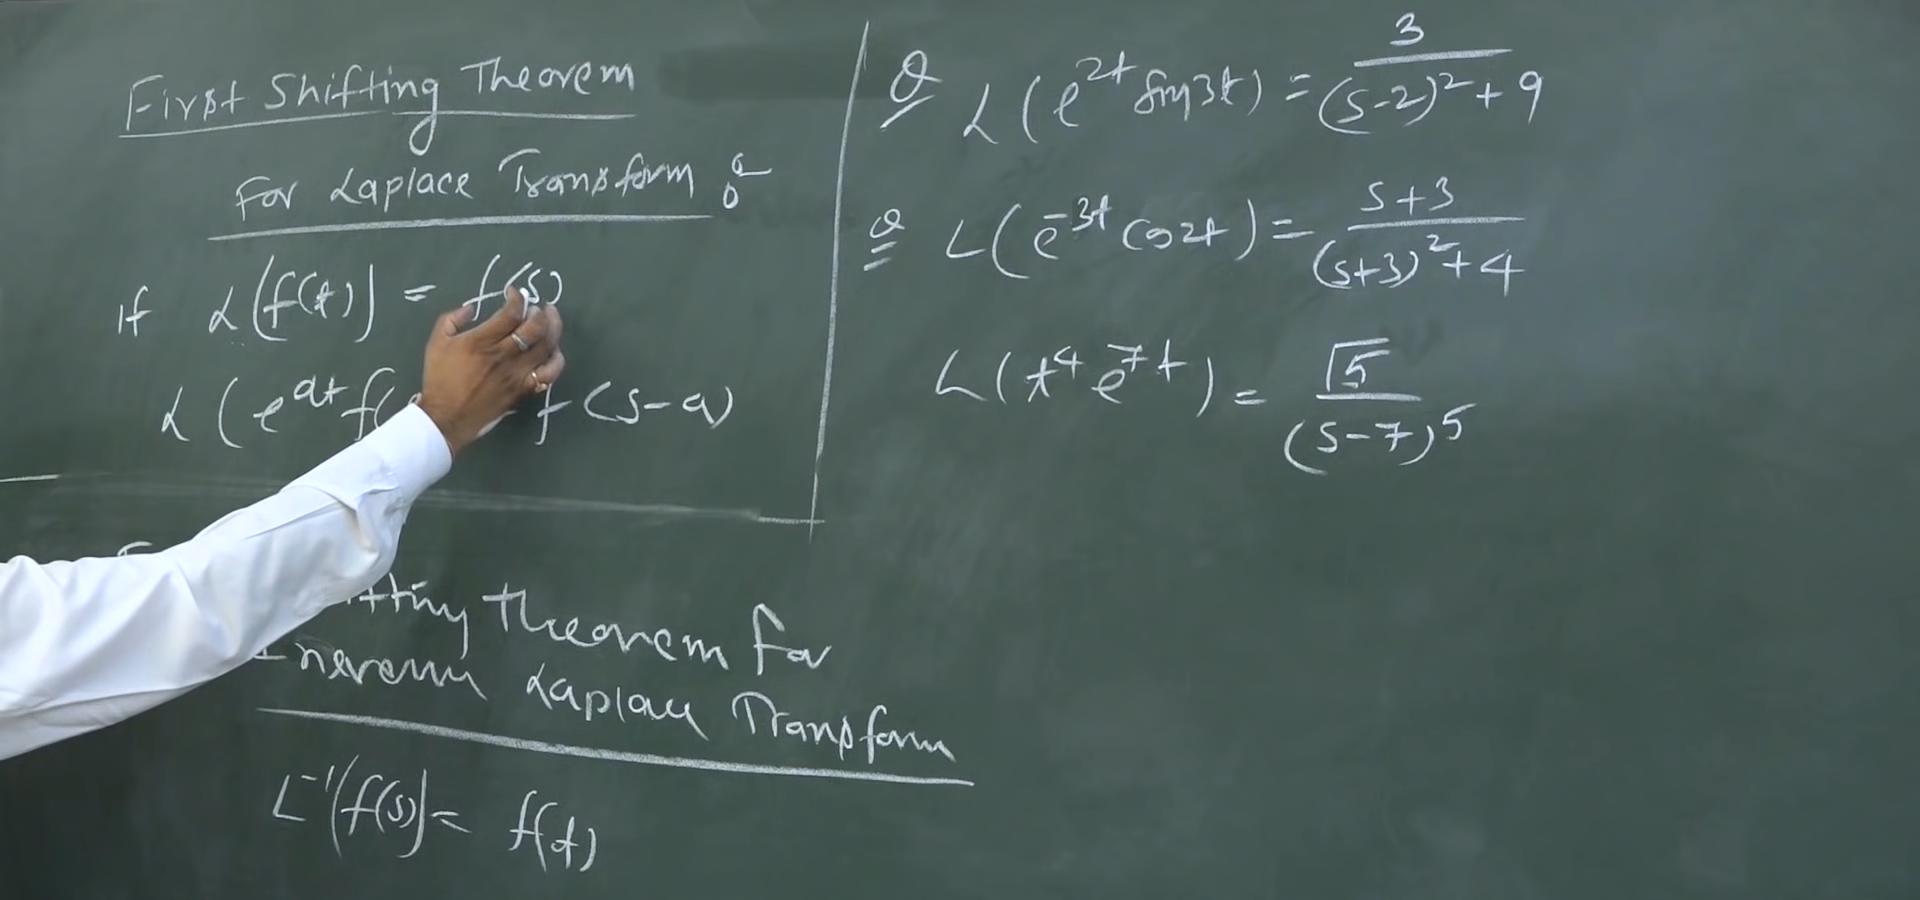 First Shifting Theorem
For Laplace Transform :-
If L(f(t)) = f(s)
L(e^at f( f(s-a)
fting theorem for
Laplace Transform
L^-1(f(s)) = f(t)
Q L(e^2t sin3t) = 3/((s-2)^2+9)
Q L(e^-3t cos2t) = (s+3)/((s+3)^2+4)
L(t^4 e^7t) = √5/(s-7)^5